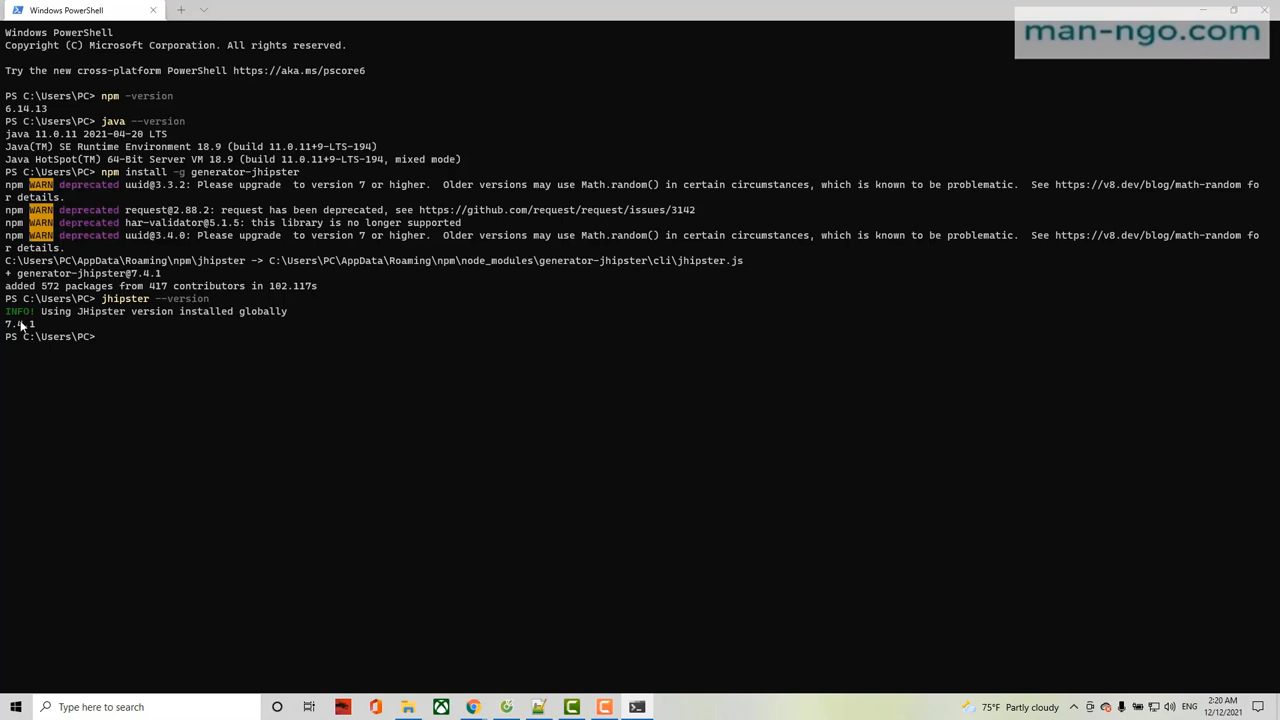 Windows PowerShell
man-ngo.com
Windows PowerShell
Copyright (C) Microsoft Corporation. All rights reserved.
Try the new cross-platform PowerShell https://aka.ms/pscore6
PS C:\Users\PC> npm -version
6.14.13
PS C:\Users\PC> java --version
java 11.0.11 2021-04-20 LTS
Java(TM) SE Runtime Environment 18.9 (build 11.0.11+9-LTS-194)
Java HotSpot(TM) 64-Bit Server VM 18.9 (build 11.0.11+9-LTS-194, mixed mode)
PS C:\Users\PC> npm install -g generator-jhipster
npm WARN deprecated uuid@3.3.2: Please upgrade  to version 7 or higher.  Older versions may use Math.random() in certain circumstances, which is known to be problematic.  See https://v8.dev/blog/math-random fo
r details.
npm WARN deprecated request@2.88.2: request has been deprecated, see https://github.com/request/request/issues/3142
npm WARN deprecated har-validator@5.1.5: this library is no longer supported
npm WARN deprecated uuid@3.4.0: Please upgrade  to version 7 or higher.  Older versions may use Math.random() in certain circumstances, which is known to be problematic.  See https://v8.dev/blog/math-random fo
r details.
C:\Users\PC\AppData\Roaming\npm\jhipster -> C:\Users\PC\AppData\Roaming\npm\node_modules\generator-jhipster\cli\jhipster.js
+ generator-jhipster@7.4.1
added 572 packages from 417 contributors in 102.117s
PS C:\Users\PC> jhipster --version
INFO! Using JHipster version installed globally
7.4.1
PS C:\Users\PC>
Type here to search
75°F Partly cloudy
ENG
2:20 AM
12/12/2021